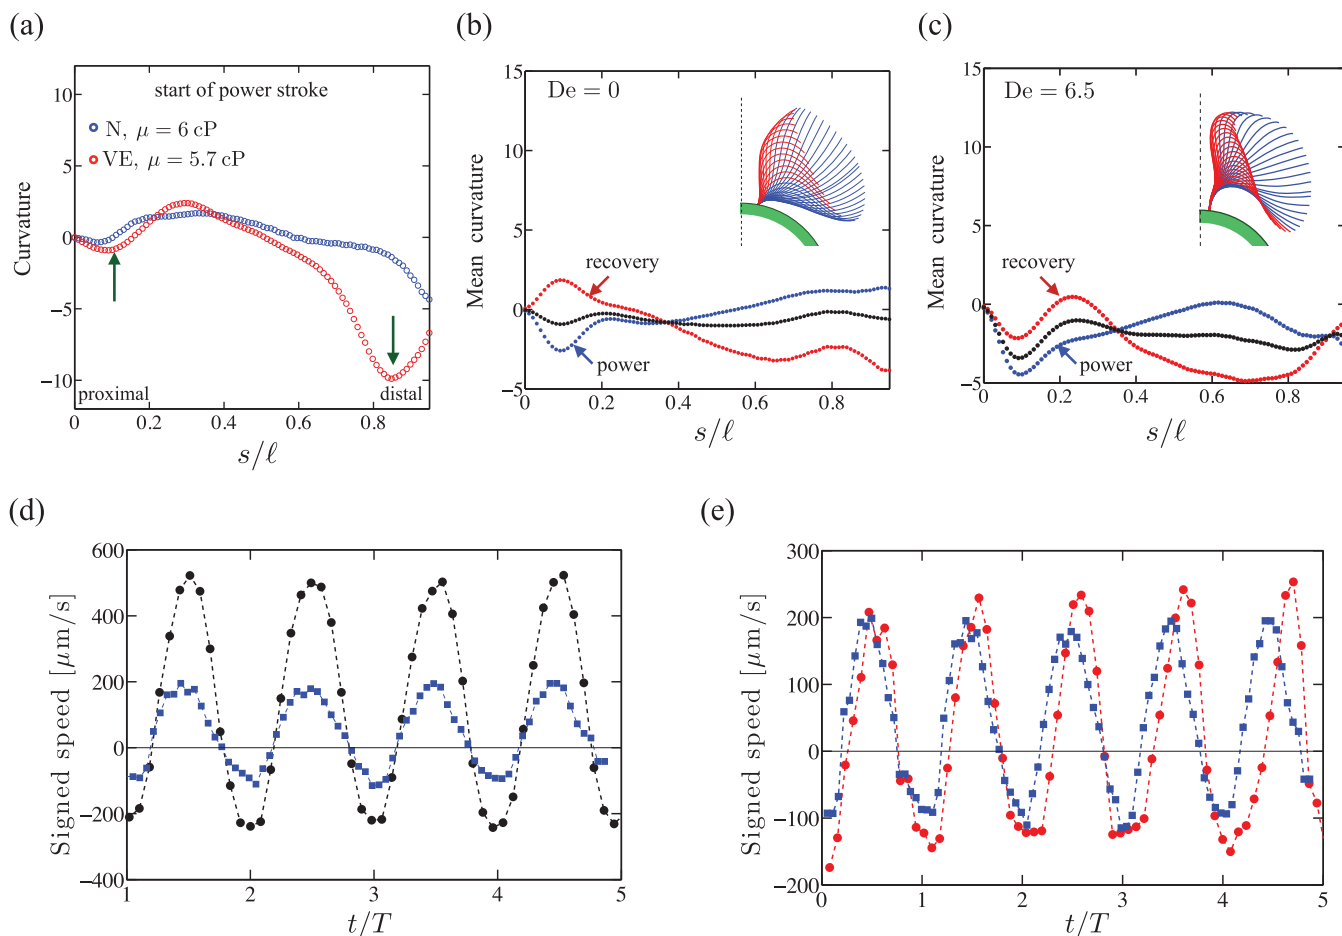 (a)
start of power stroke
N, μ = 6 cP
VE, μ = 5.7 cP
proximal
distal
Curvature
10
5
0
−5
−10
0
0.2
0.4
0.6
0.8
s/ℓ
(b)
De = 0
recovery
power
Mean curvature
15
10
5
0
−5
0
0.2
0.4
0.6
0.8
s/ℓ
(c)
De = 6.5
recovery
power
Mean curvature
15
10
5
0
−5
0
0.2
0.4
0.6
0.8
s/ℓ
(d)
Signed speed [μm/s]
600
400
200
0
−200
−400
1
2
3
4
5
t/T
(e)
Signed speed [μm/s]
300
200
100
0
−100
−200
0
1
2
3
4
5
t/T